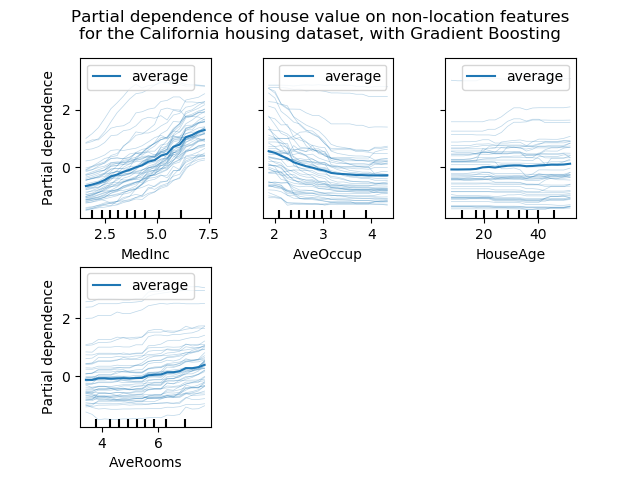 Partial dependence of house value on non-location features
for the California housing dataset, with Gradient Boosting
Partial dependence
2
0
average
2.5 5.0 7.5
MedInc
average
2 3 4
AveOccup
average
20 40
HouseAge
Partial dependence
2
0
average
4 6
AveRooms